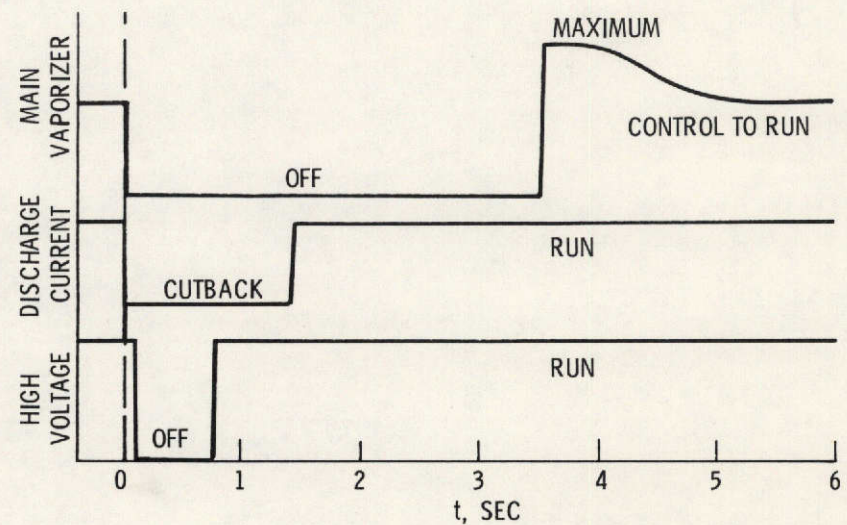 MAXIMUM
MAIN
VAPORIZER
CONTROL TO RUN
OFF
DISCHARGE
CURRENT
RUN
CUTBACK
HIGH
VOLTAGE
RUN
OFF
0 1 2 3 4 5 6
t, SEC